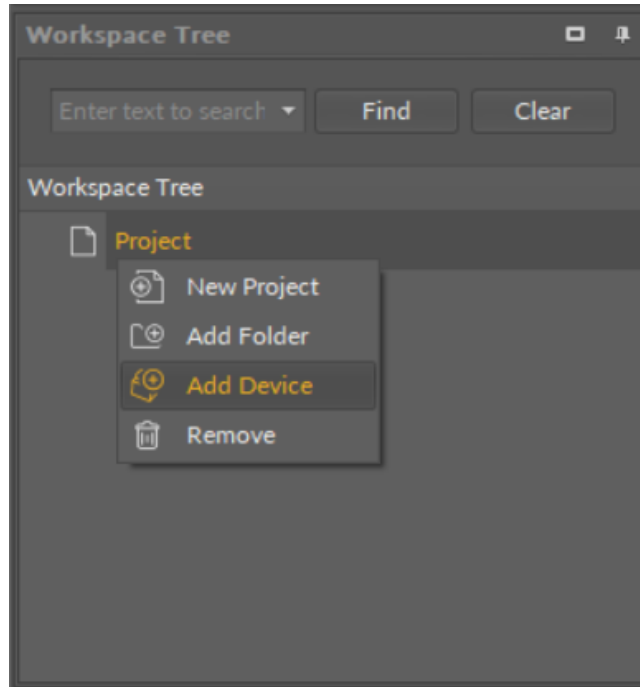 Workspace Tree
Enter text to search Find Clear
Workspace Tree
Project
New Project
Add Folder
Add Device
Remove